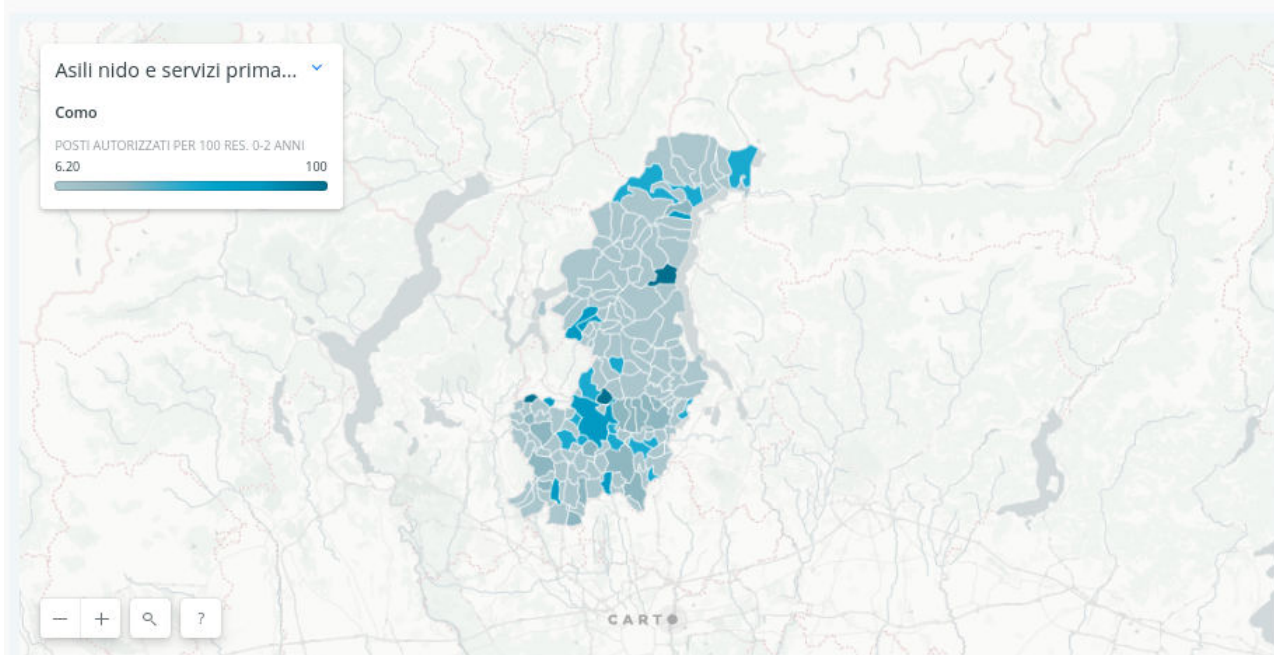 Asili nido e servizi prima...
Como
POSTI AUTORIZZATI PER 100 RES. 0-2 ANNI
6.20 100
− + ?
CARTO